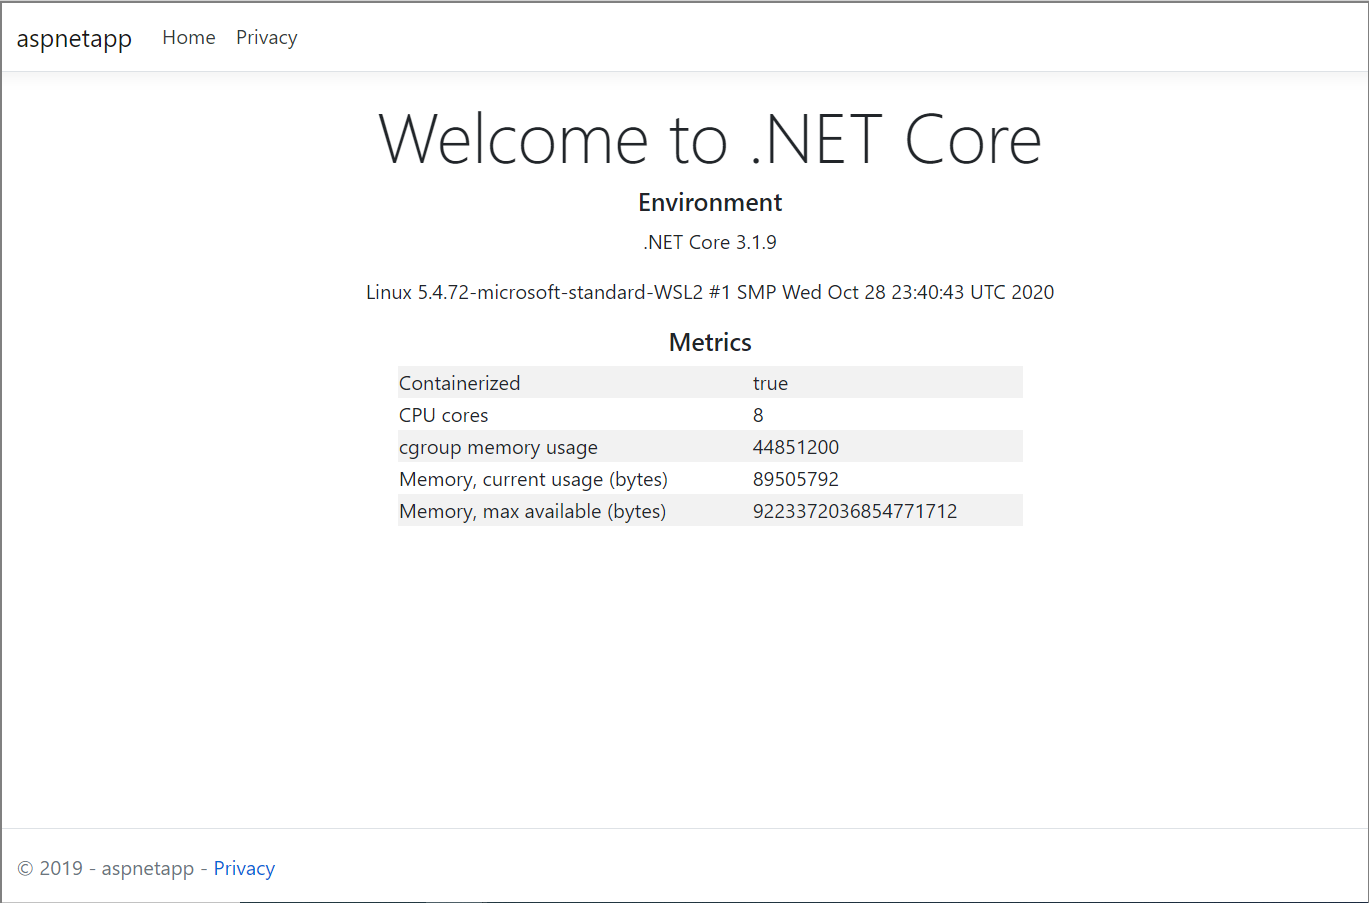 aspnetapp Home Privacy
Welcome to .NET Core
Environment
.NET Core 3.1.9
Linux 5.4.72-microsoft-standard-WSL2 #1 SMP Wed Oct 28 23:40:43 UTC 2020
Metrics
Containerized true
CPU cores 8
cgroup memory usage 44851200
Memory, current usage (bytes) 89505792
Memory, max available (bytes) 9223372036854771712
© 2019 - aspnetapp - Privacy